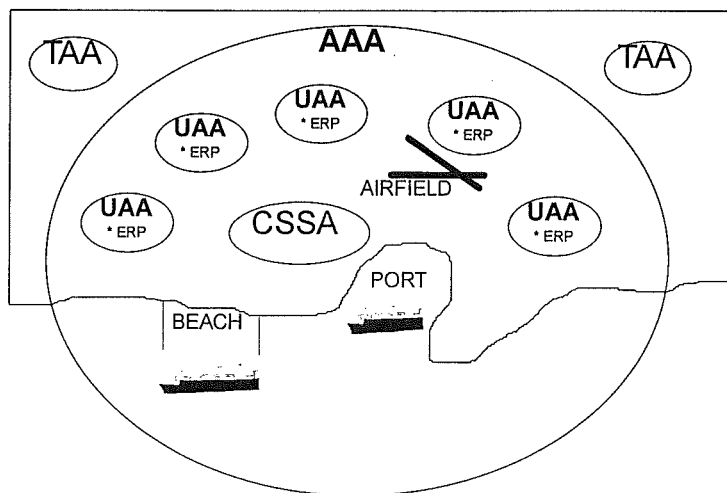 AAA
TAA
TAA
UAA
* ERP
UAA
* ERP
UAA
* ERP
AIRFIELD
UAA
* ERP
CSSA
UAA
* ERP
PORT
BEACH